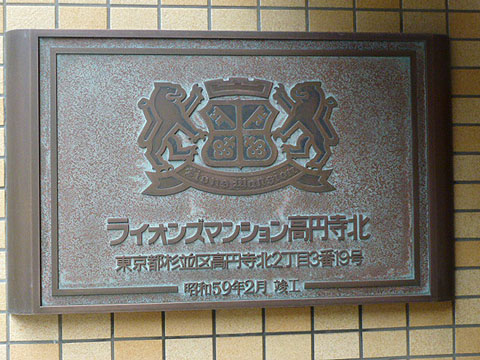 Lions Mansion
ライオンズマンション高円寺北
東京都杉並区高円寺北2丁目3番19号
昭和59年2月 竣工